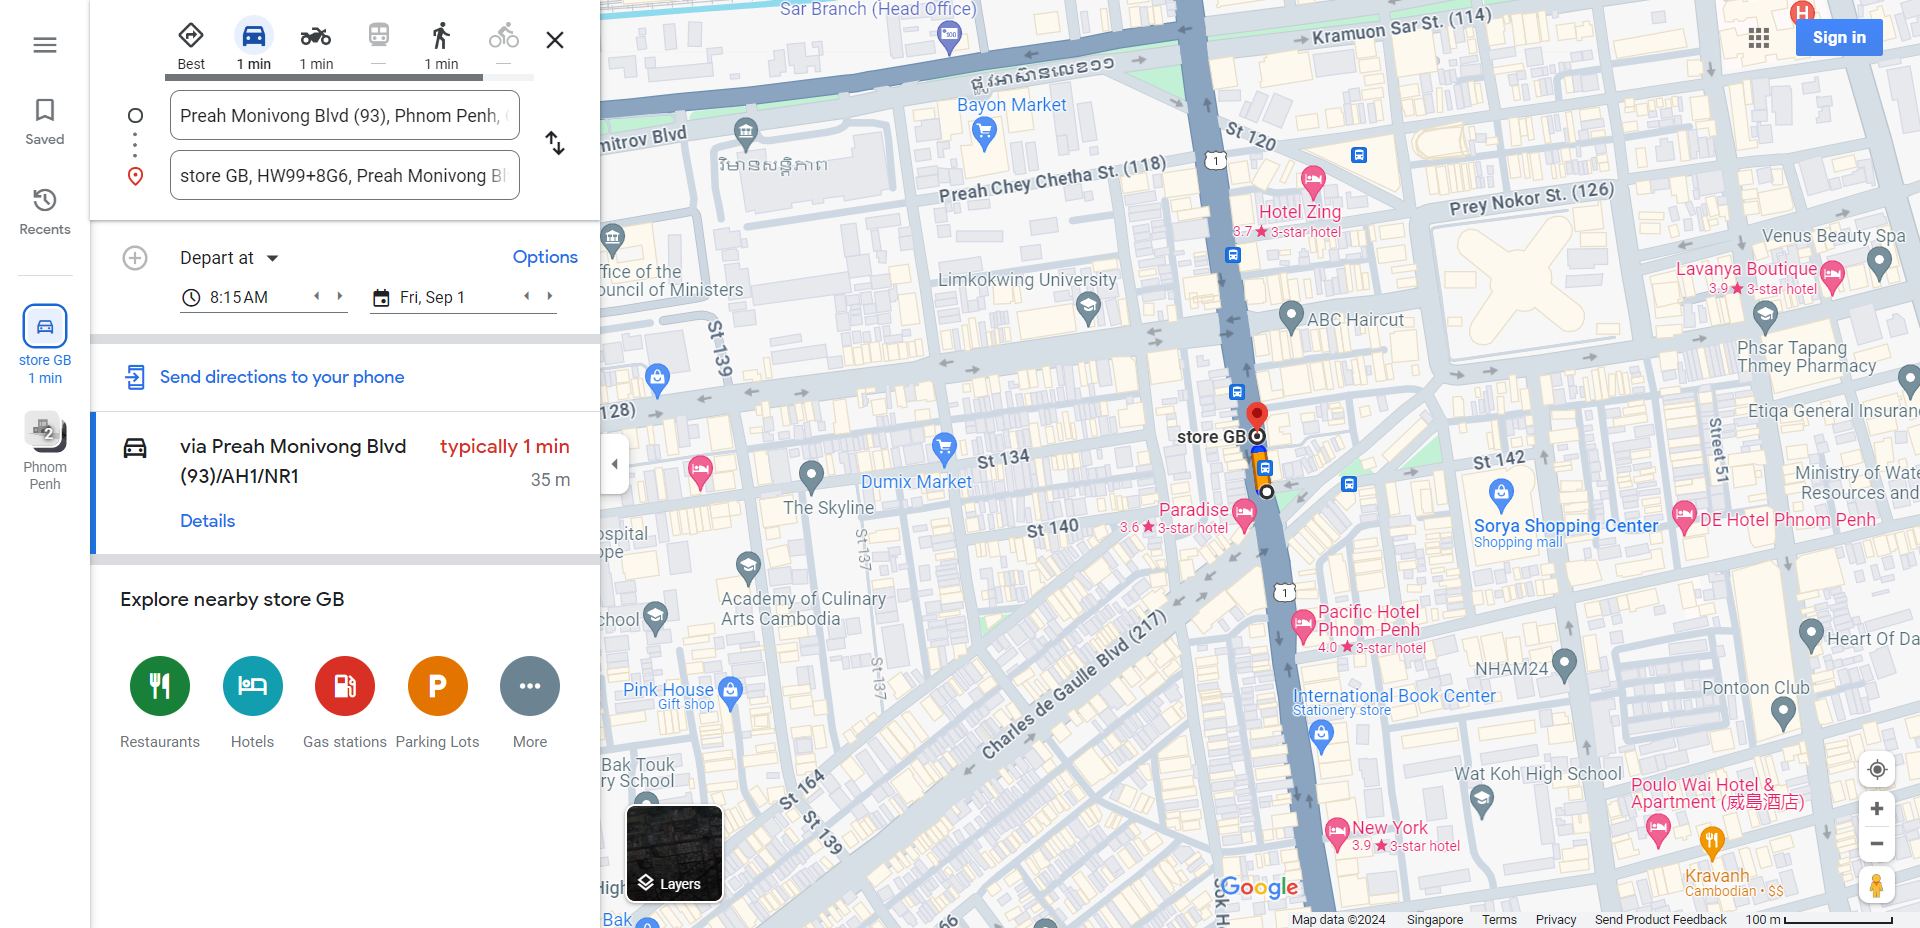 Best
1 min
1 min
—
1 min
—
Preah Monivong Blvd (93), Phnom Penh,
store GB, HW99+8G6, Preah Monivong Bl
Saved
Recents
store GB
1 min
2
Phnom
Penh
Depart at
Options
8:15 AM
Fri, Sep 1
Send directions to your phone
via Preah Monivong Blvd
(93)/AH1/NR1
typically 1 min
35 m
Details
Explore nearby store GB
Restaurants
Hotels
Gas stations
P
Parking Lots
More
Sar Branch (Head Office)
Kramuon Sar St. (114)
H
Sign in
Bayon Market
mitrov Blvd
វិមានសន្តិភាព
Preah Chey Chetha St. (118)
St 120
1
Hotel Zing
3.7 ★ 3-star hotel
Prey Nokor St. (126)
Venus Beauty Spa
Lavanya Boutique
3.9 ★ 3-star hotel
ffice of the
ouncil of Ministers
Limkokwing University
ABC Haircut
St 139
Phsar Tapang
Thmey Pharmacy
128)
Etiqa General Insuran
Street 51
store GB
St 134
St 142
Dumix Market
The Skyline
Ministry of Wate
Resources and
Paradise
3.6 ★ 3-star hotel
Sorya Shopping Center
Shopping mall
DE Hotel Phnom Penh
St 140
ospital
ope
St 137
1
Academy of Culinary
Arts Cambodia
chool
Charles de Gaulle Blvd (217)
Pacific Hotel
Phnom Penh
4.0 ★ 3-star hotel
Heart Of Da
NHAM24
St 137
Pink House
Gift shop
International Book Center
Stationery store
Pontoon Club
Bak Touk
ry School
Wat Koh High School
St 164
Poulo Wai Hotel &
Apartment (威島酒店)
St 139
New York
3.9 ★ 3-star hotel
Kravanh
Cambodian • $$
Layers
High
Bak
66
Google
Map data ©2024
Singapore
Terms
Privacy
Send Product Feedback
100 m